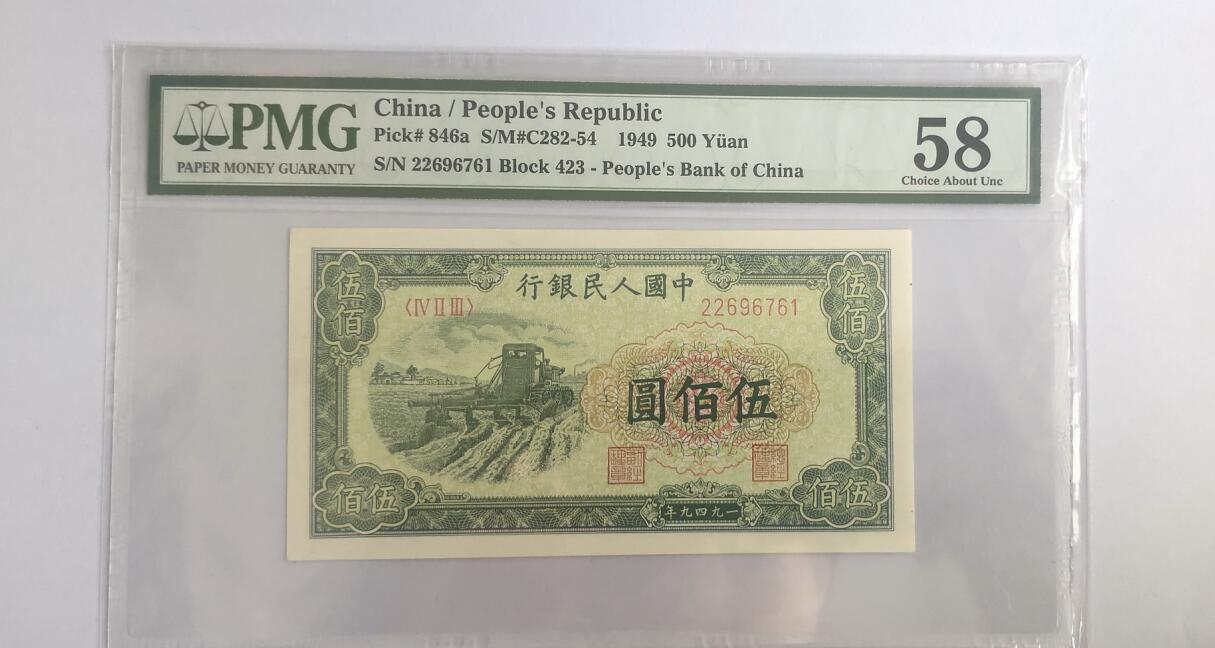 PMG
PAPER MONEY GUARANTY
China / People's Republic
Pick# 846a S/M#C282-54 1949 500 Yüan
S/N 22696761 Block 423 - People's Bank of China
58
Choice About Unc
伍佰
行銀民人國中
伍佰
〈IV II III〉
22696761
圓佰伍
佰伍
年九四九一
佰伍